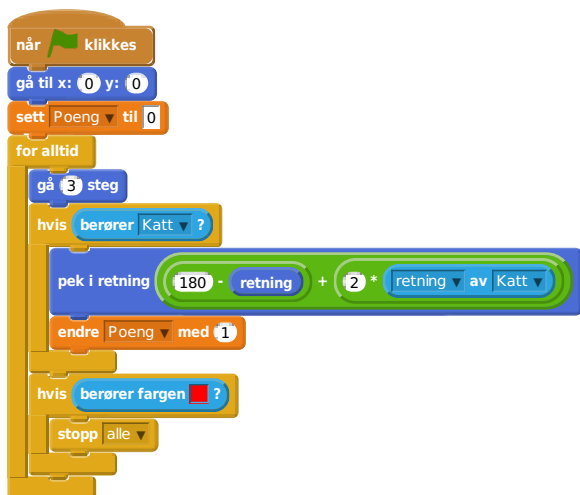 når klikkes
gå til x: 0 y: 0
sett Poeng til 0
for alltid
gå 3 steg
hvis berører Katt ?
pek i retning 180 - retning + 2 * retning av Katt
endre Poeng med 1
hvis berører fargen ?
stopp alle